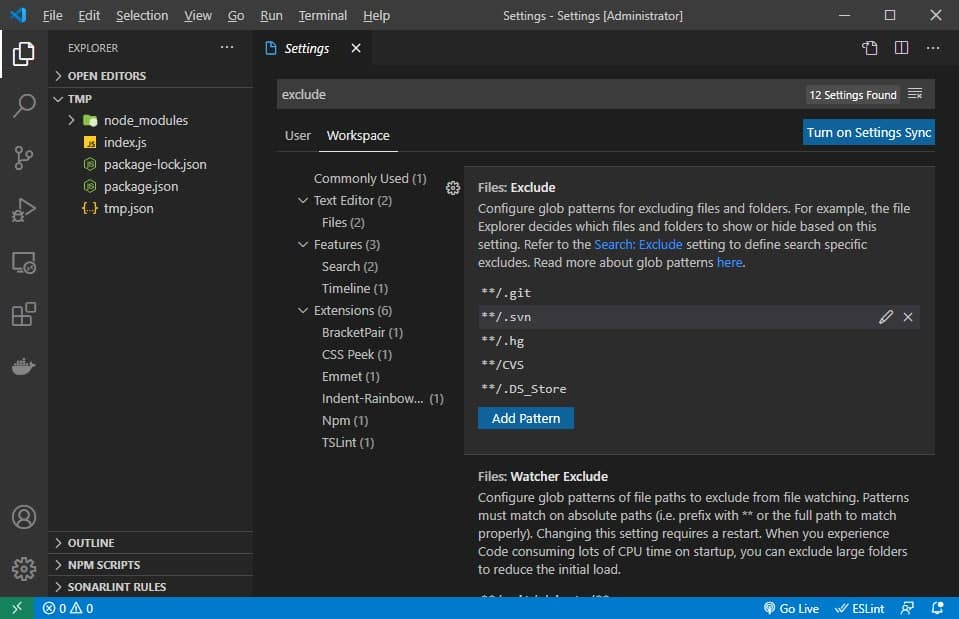 File Edit Selection View Go Run Terminal Help Settings - Settings [Administrator]
EXPLORER
OPEN EDITORS
TMP
node_modules
index.js
package-lock.json
package.json
tmp.json
OUTLINE
NPM SCRIPTS
SONARLINT RULES
Settings
exclude
12 Settings Found
User Workspace
Turn on Settings Sync
Commonly Used (1)
Text Editor (2)
Files (2)
Features (3)
Search (2)
Timeline (1)
Extensions (6)
BracketPair (1)
CSS Peek (1)
Emmet (1)
Indent-Rainbow... (1)
Npm (1)
TSLint (1)
Files: Exclude
Configure glob patterns for excluding files and folders. For example, the file
Explorer decides which files and folders to show or hide based on this
setting. Refer to the Search: Exclude setting to define search specific
excludes. Read more about glob patterns here.
**/.git
**/.svn
**/.hg
**/CVS
**/.DS_Store
Add Pattern
Files: Watcher Exclude
Configure glob patterns of file paths to exclude from file watching. Patterns
must match on absolute paths (i.e. prefix with ** or the full path to match
properly). Changing this setting requires a restart. When you experience
Code consuming lots of CPU time on startup, you can exclude large folders
to reduce the initial load.
0 0
Go Live ESLint